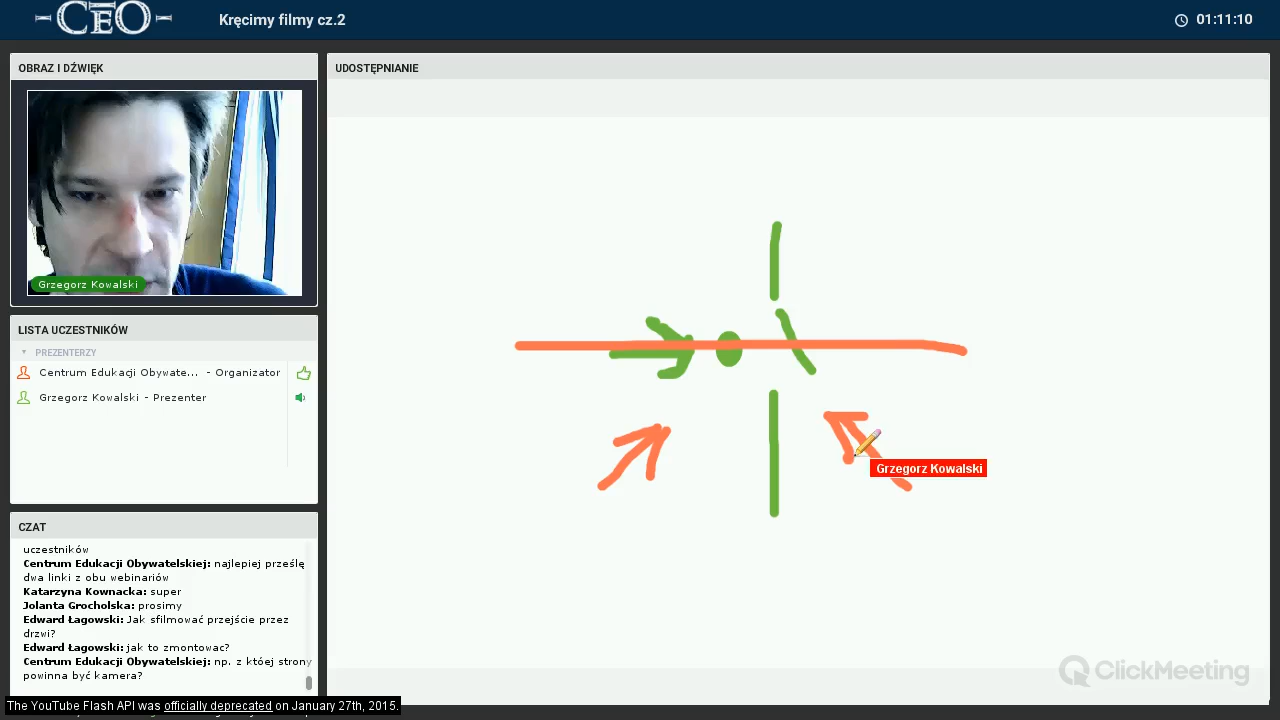 CEO
Kręcimy filmy cz.2
01:11:10
OBRAZ I DŹWIĘK
UDOSTĘPNIANIE
Grzegorz Kowalski
LISTA UCZESTNIKÓW
PREZENTERZY
Centrum Edukacji Obywate... - Organizator
Grzegorz Kowalski - Prezenter
Grzegorz Kowalski
CZAT
uczestników
Centrum Edukacji Obywatelskiej: najlepiej prześlę
dwa linki z obu webinariów
Katarzyna Kownacka: super
Jolanta Grocholska: prosimy
Edward Łagowski: Jak sfilmować przejście przez
drzwi?
Edward Łagowski: jak to zmontowac?
Centrum Edukacji Obywatelskiej: np. z któej strony
powinna być kamera?
ClickMeeting
The YouTube Flash API was officially deprecated on January 27th, 2015.